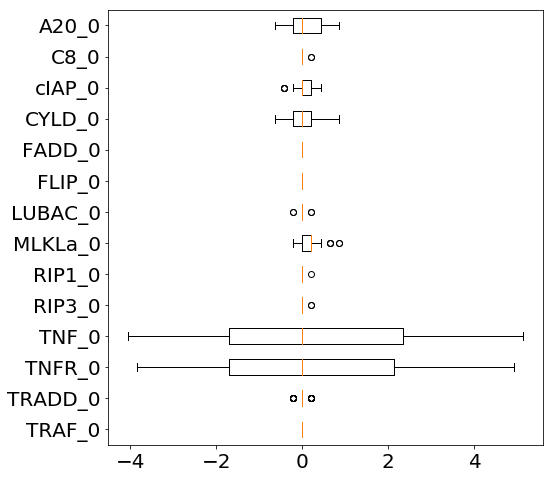 A20_0
C8_0
cIAP_0
CYLD_0
FADD_0
FLIP_0
LUBAC_0
MLKLa_0
RIP1_0
RIP3_0
TNF_0
TNFR_0
TRADD_0
TRAF_0
−4 −2 0 2 4